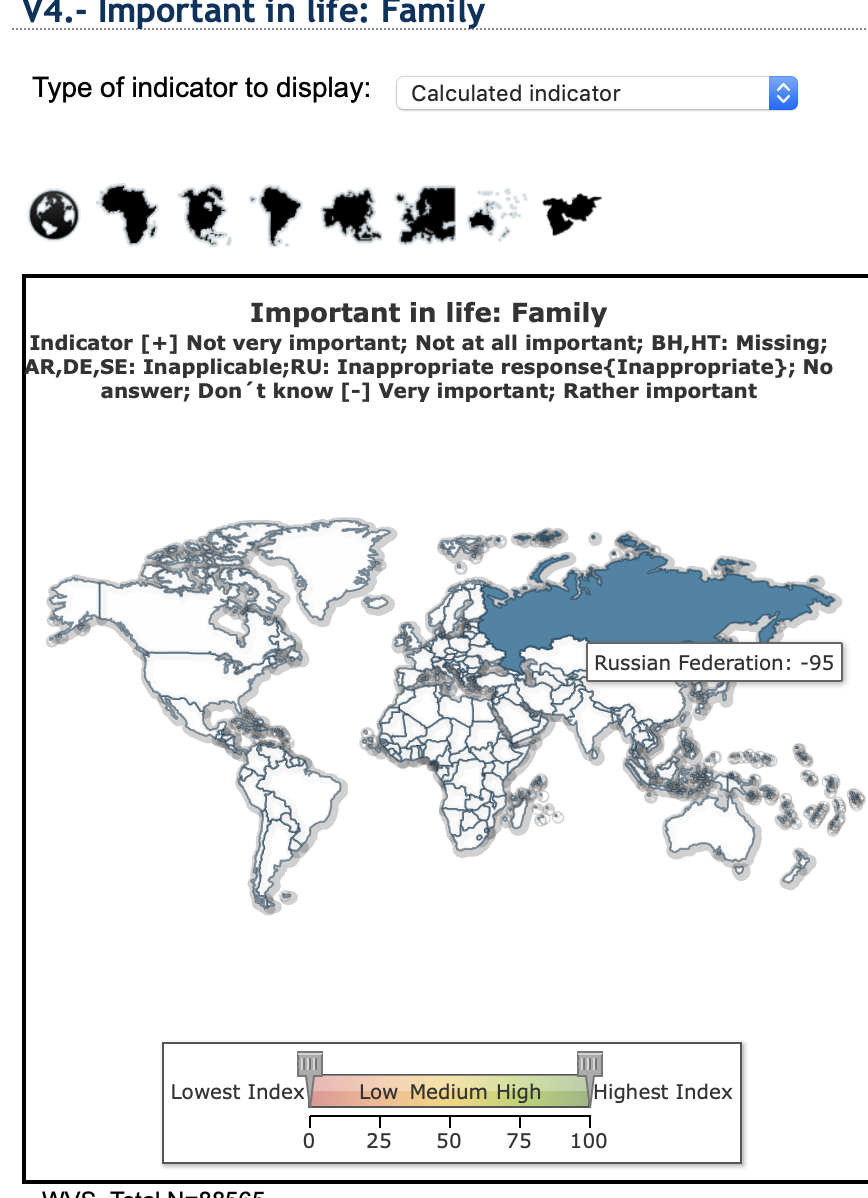 V4.- Important in life: Family
Type of indicator to display:
Calculated indicator
Important in life: Family
Indicator [+] Not very important; Not at all important; BH,HT: Missing;
AR,DE,SE: Inapplicable;RU: Inappropriate response{Inappropriate}; No
answer; Don´t know [-] Very important; Rather important
Russian Federation: -95
Lowest Index Low Medium High Highest Index
0 25 50 75 100
WVS. Total N=88565